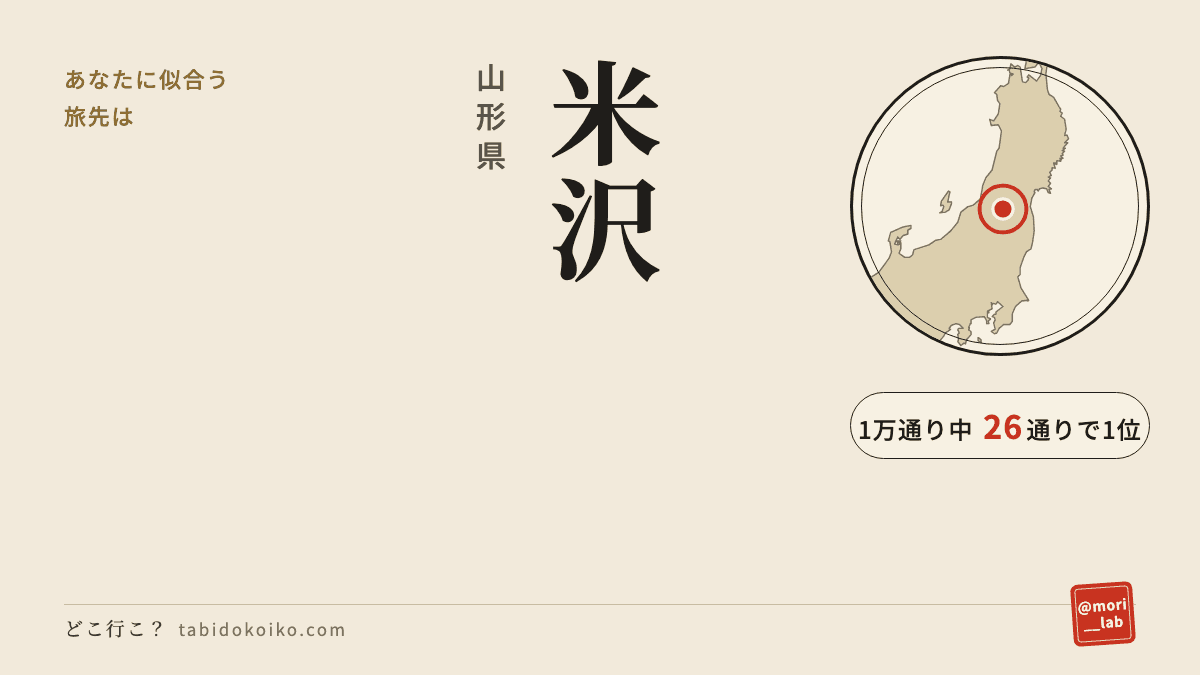 あなたに似合う
旅先は
米沢
山形県
1万通り中 26通りで1位
どこ行こ？ tabidokoiko.com
@mori
__lab